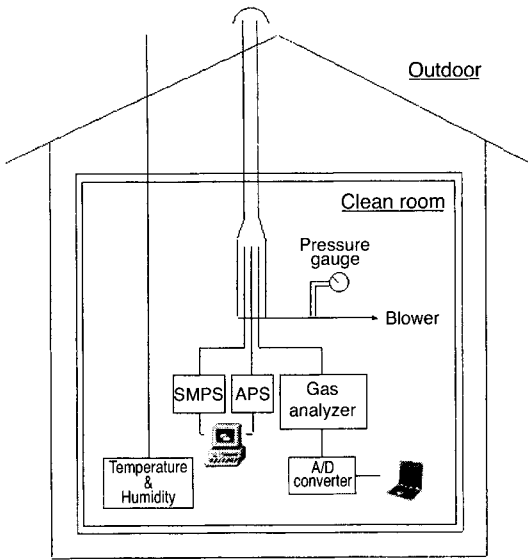 Outdoor
Clean room
Pressure
gauge
Blower
SMPS
APS
Gas
analyzer
Temperature
&
Humidity
A/D
converter